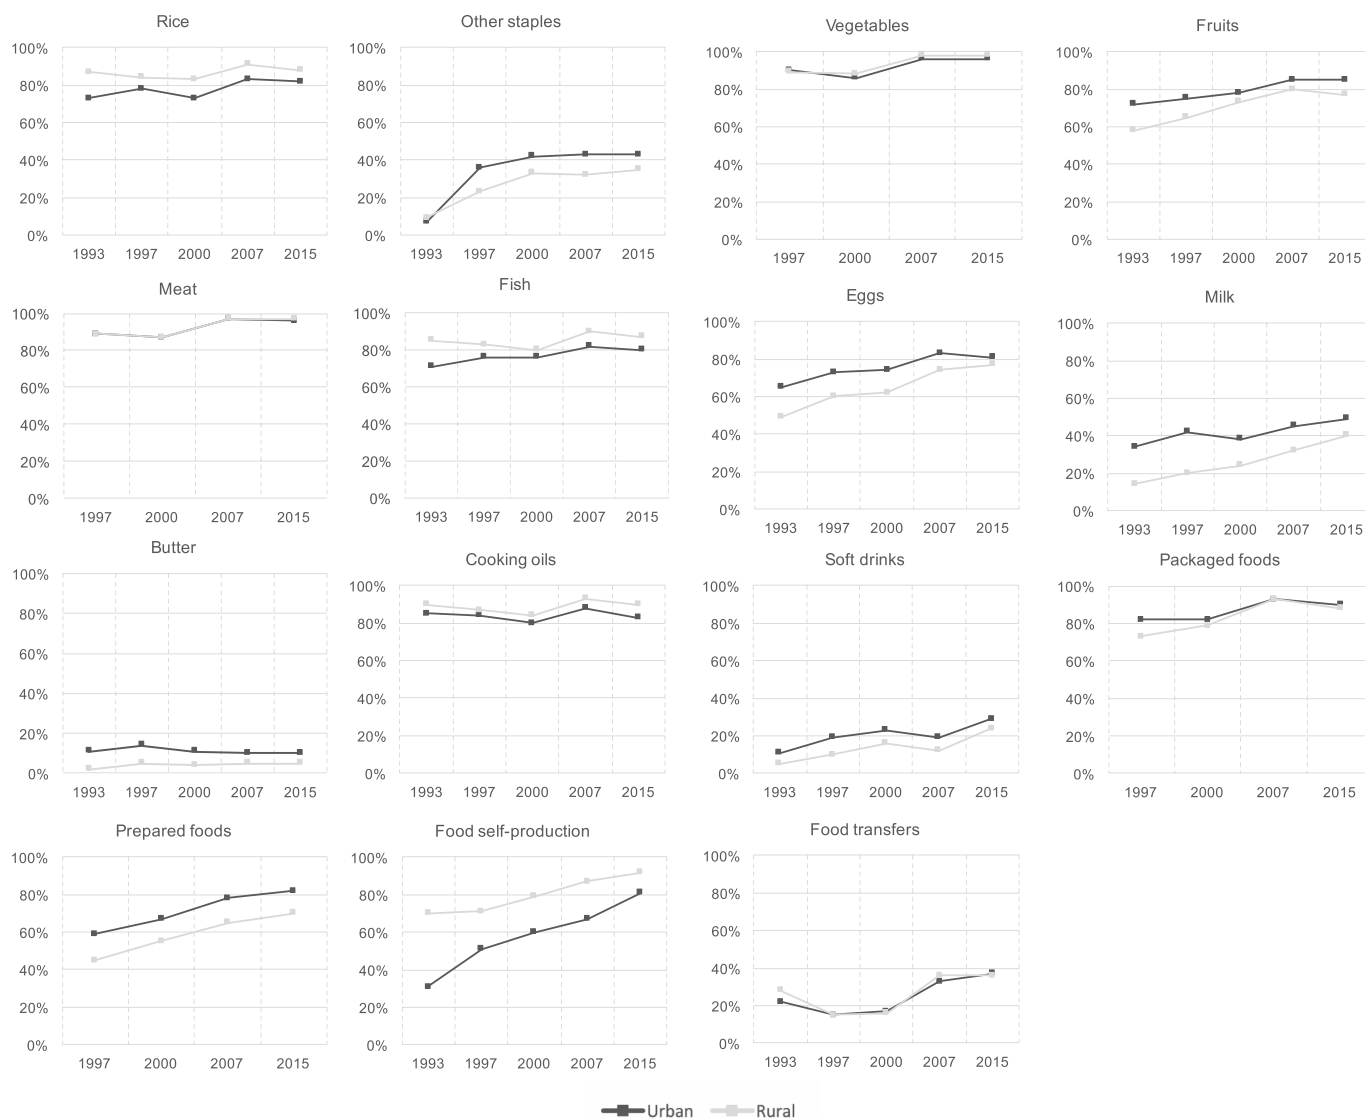 Rice
100%
80%
60%
40%
20%
0%
1993 1997 2000 2007 2015
Other staples
100%
80%
60%
40%
20%
0%
1993 1997 2000 2007 2015
Vegetables
100%
80%
60%
40%
20%
0%
1997 2000 2007 2015
Fruits
100%
80%
60%
40%
20%
0%
1993 1997 2000 2007 2015
Meat
100%
80%
60%
40%
20%
0%
1997 2000 2007 2015
Fish
100%
80%
60%
40%
20%
0%
1993 1997 2000 2007 2015
Eggs
100%
80%
60%
40%
20%
0%
1993 1997 2000 2007 2015
Milk
100%
80%
60%
40%
20%
0%
1993 1997 2000 2007 2015
Butter
100%
80%
60%
40%
20%
0%
1993 1997 2000 2007 2015
Cooking oils
100%
80%
60%
40%
20%
0%
1993 1997 2000 2007 2015
Soft drinks
100%
80%
60%
40%
20%
0%
1993 1997 2000 2007 2015
Packaged foods
100%
80%
60%
40%
20%
0%
1997 2000 2007 2015
Prepared foods
100%
80%
60%
40%
20%
0%
1997 2000 2007 2015
Food self-production
100%
80%
60%
40%
20%
0%
1993 1997 2000 2007 2015
Food transfers
100%
80%
60%
40%
20%
0%
1993 1997 2000 2007 2015
Urban Rural